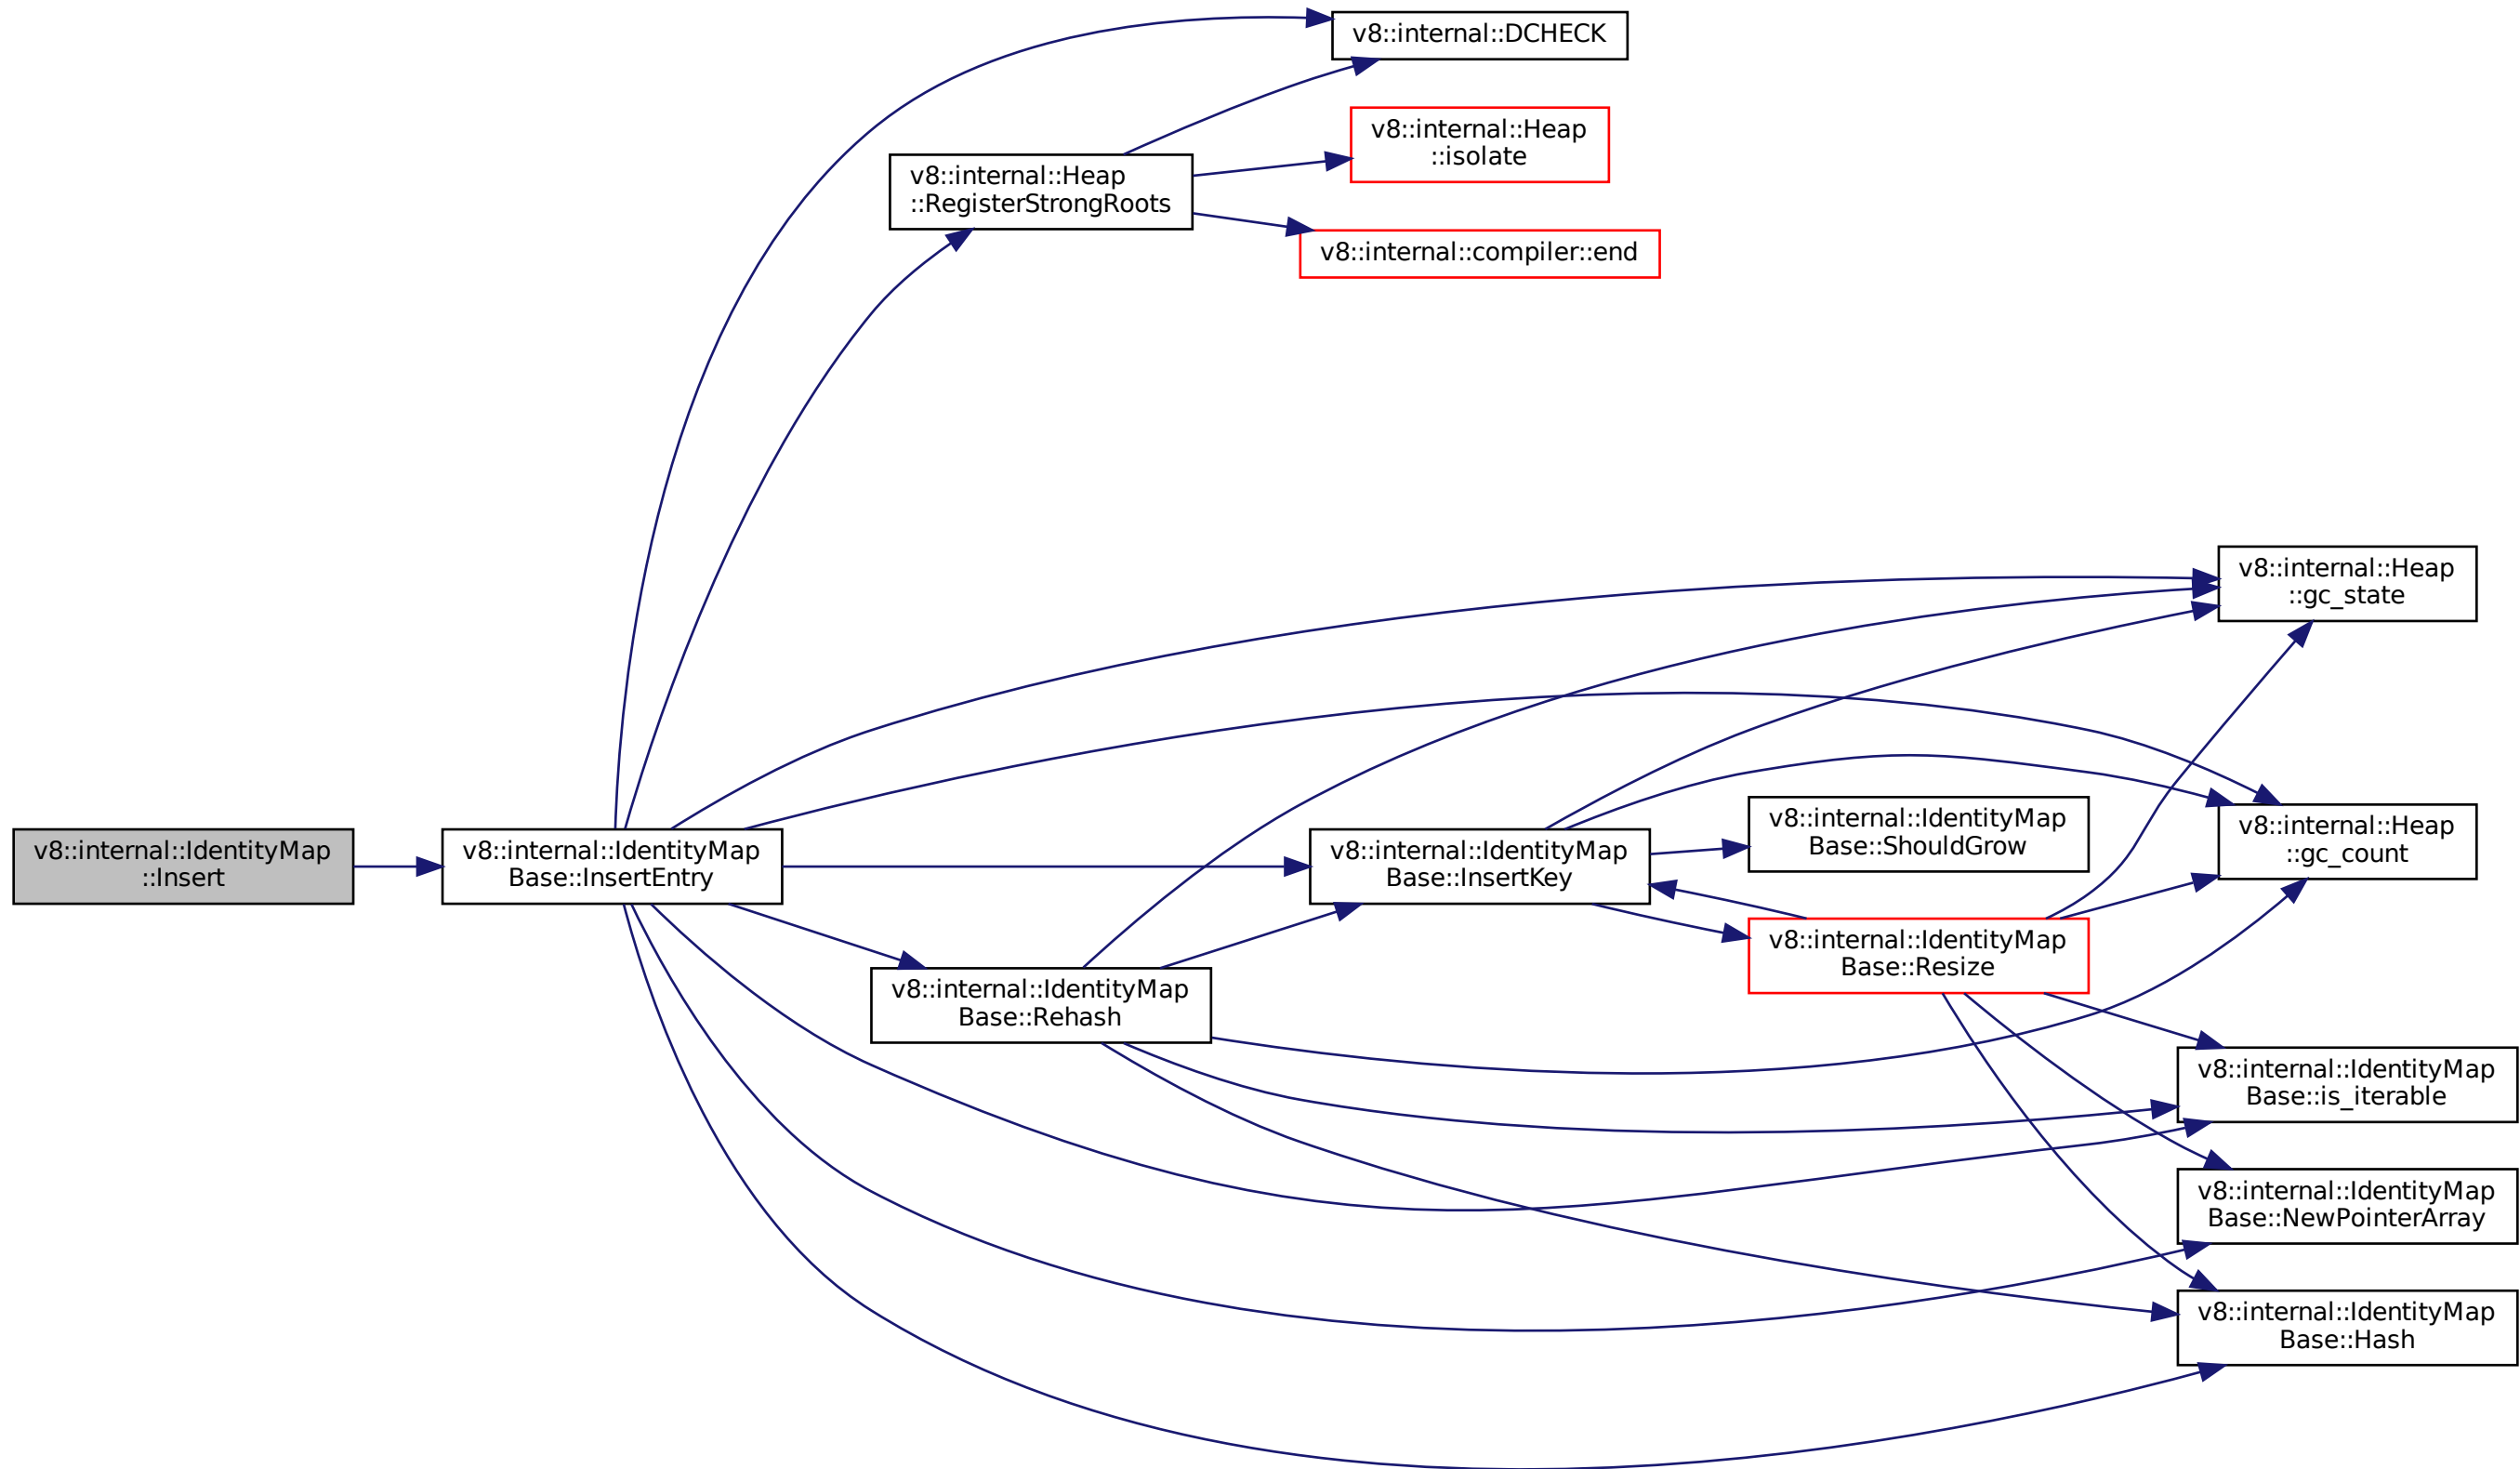 v8::internal::DCHECK
v8::internal::Heap
::isolate
v8::internal::Heap
::RegisterStrongRoots
v8::internal::compiler::end
v8::internal::Heap
::gc_state
v8::internal::IdentityMap
::Insert
v8::internal::IdentityMap
Base::InsertEntry
v8::internal::IdentityMap
Base::InsertKey
v8::internal::IdentityMap
Base::ShouldGrow
v8::internal::Heap
::gc_count
v8::internal::IdentityMap
Base::Resize
v8::internal::IdentityMap
Base::Rehash
v8::internal::IdentityMap
Base::is_iterable
v8::internal::IdentityMap
Base::NewPointerArray
v8::internal::IdentityMap
Base::Hash